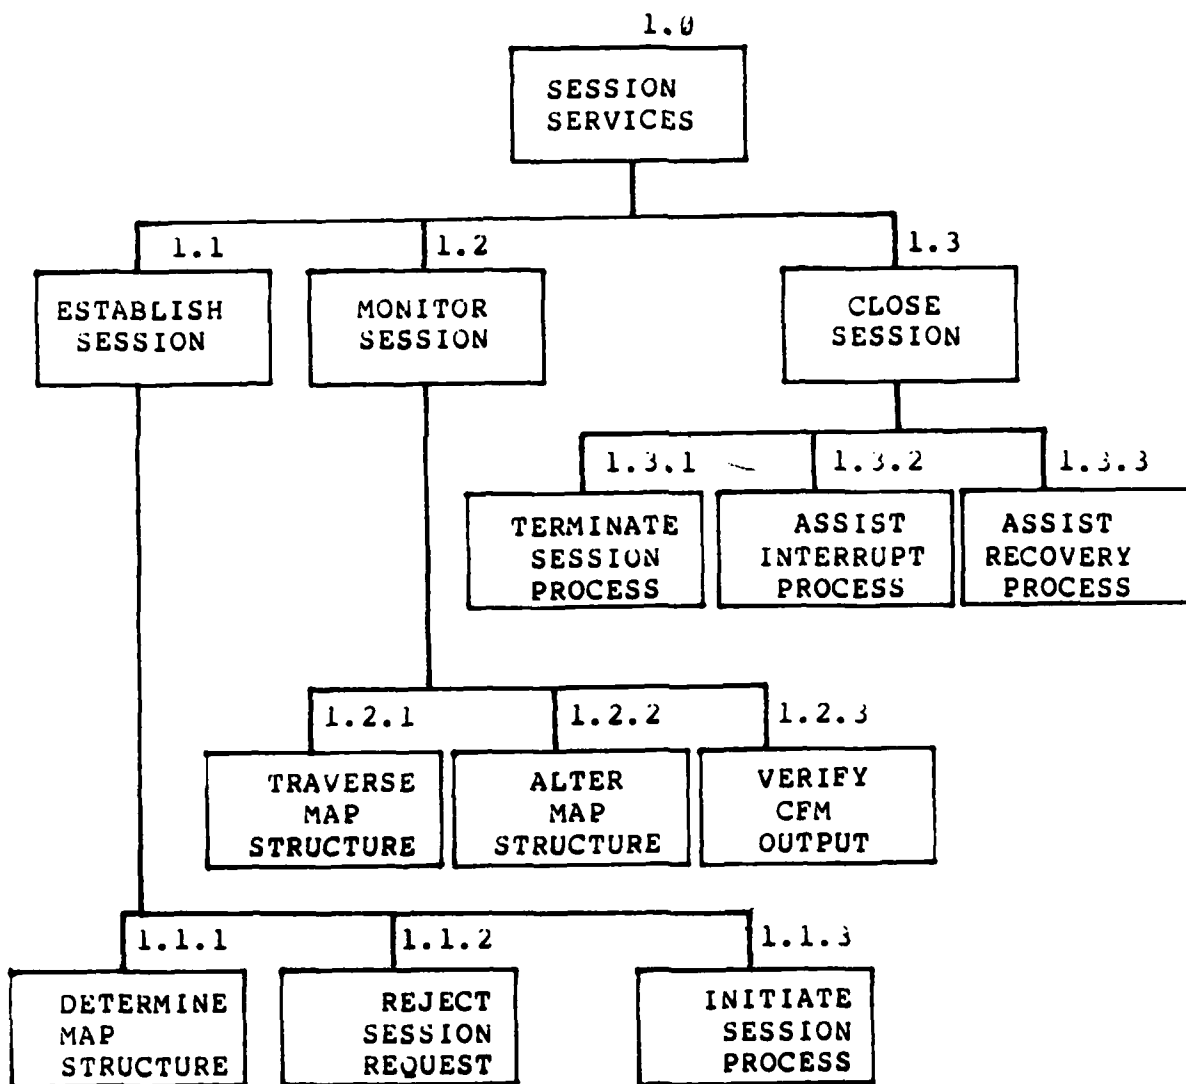 1.0
SESSION
SERVICES
1.1
1.2
1.3
ESTABLISH
SESSION
MONITOR
SESSION
CLOSE
SESSION
1.3.1
1.3.2
1.3.3
TERMINATE
SESSION
PROCESS
ASSIST
INTERRUPT
PROCESS
ASSIST
RECOVERY
PROCESS
1.2.1
1.2.2
1.2.3
TRAVERSE
MAP
STRUCTURE
ALTER
MAP
STRUCTURE
VERIFY
CFM
OUTPUT
1.1.1
1.1.2
1.1.3
DETERMINE
MAP
STRUCTURE
REJECT
SESSION
REQUEST
INITIATE
SESSION
PROCESS